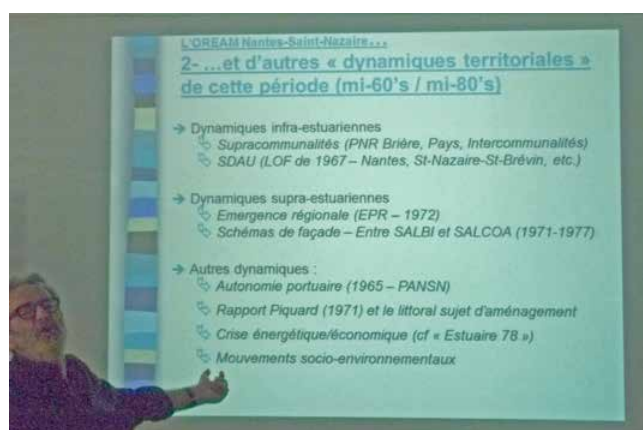 L'OREAM Nantes-Saint-Nazaire...
2- ...et d'autres « dynamiques territoriales »
de cette période (mi-60's / mi-80's)
→ Dynamiques infra-estuariennes
Supracommunalités (PNR Brière, Pays, Intercommunalités)
SDAU (LOF de 1967 – Nantes, St-Nazaire-St-Brévin, etc.)
→ Dynamiques supra-estuariennes
Emergence régionale (EPR – 1972)
Schémas de façade – Entre SALBI et SALCOA (1971-1977)
→ Autres dynamiques :
Autonomie portuaire (1965 – PANSN)
Rapport Piquard (1971) et le littoral sujet d'aménagement
Crise énergétique/économique (cf « Estuaire 78 »)
Mouvements socio-environnementaux